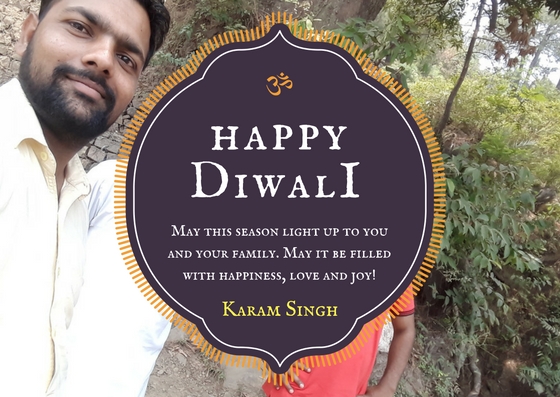 ॐ
HAPPY
DIWALI
MAY THIS SEASON LIGHT UP TO YOU
AND YOUR FAMILY. MAY IT BE FILLED
WITH HAPPINESS, LOVE AND JOY!
KARAM SINGH